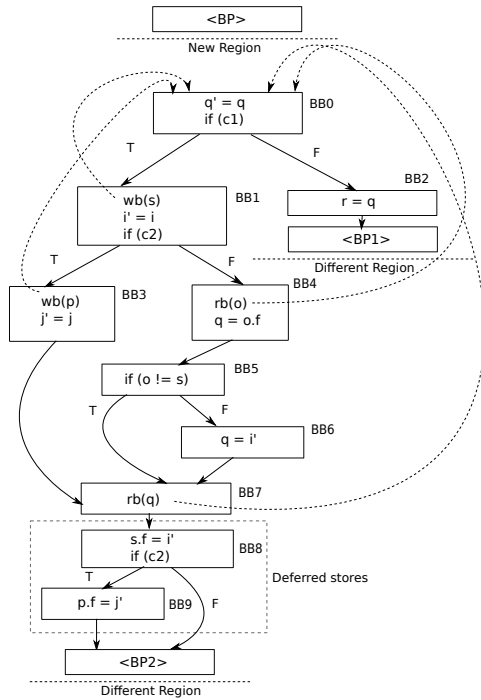 <BP>
New Region
q' = q
if (c1)
BB0
T
F
wb(s)
i' = i
if (c2)
BB1
BB2
r = q
<BP1>
Different Region
T
F
wb(p)
j' = j
BB3
BB4
rb(o)
q = o.f
if (o != s)
BB5
T
F
q = i'
BB6
rb(q)
BB7
s.f = i'
if (c2)
BB8
Deferred stores
T
F
p.f = j'
BB9
<BP2>
Different Region